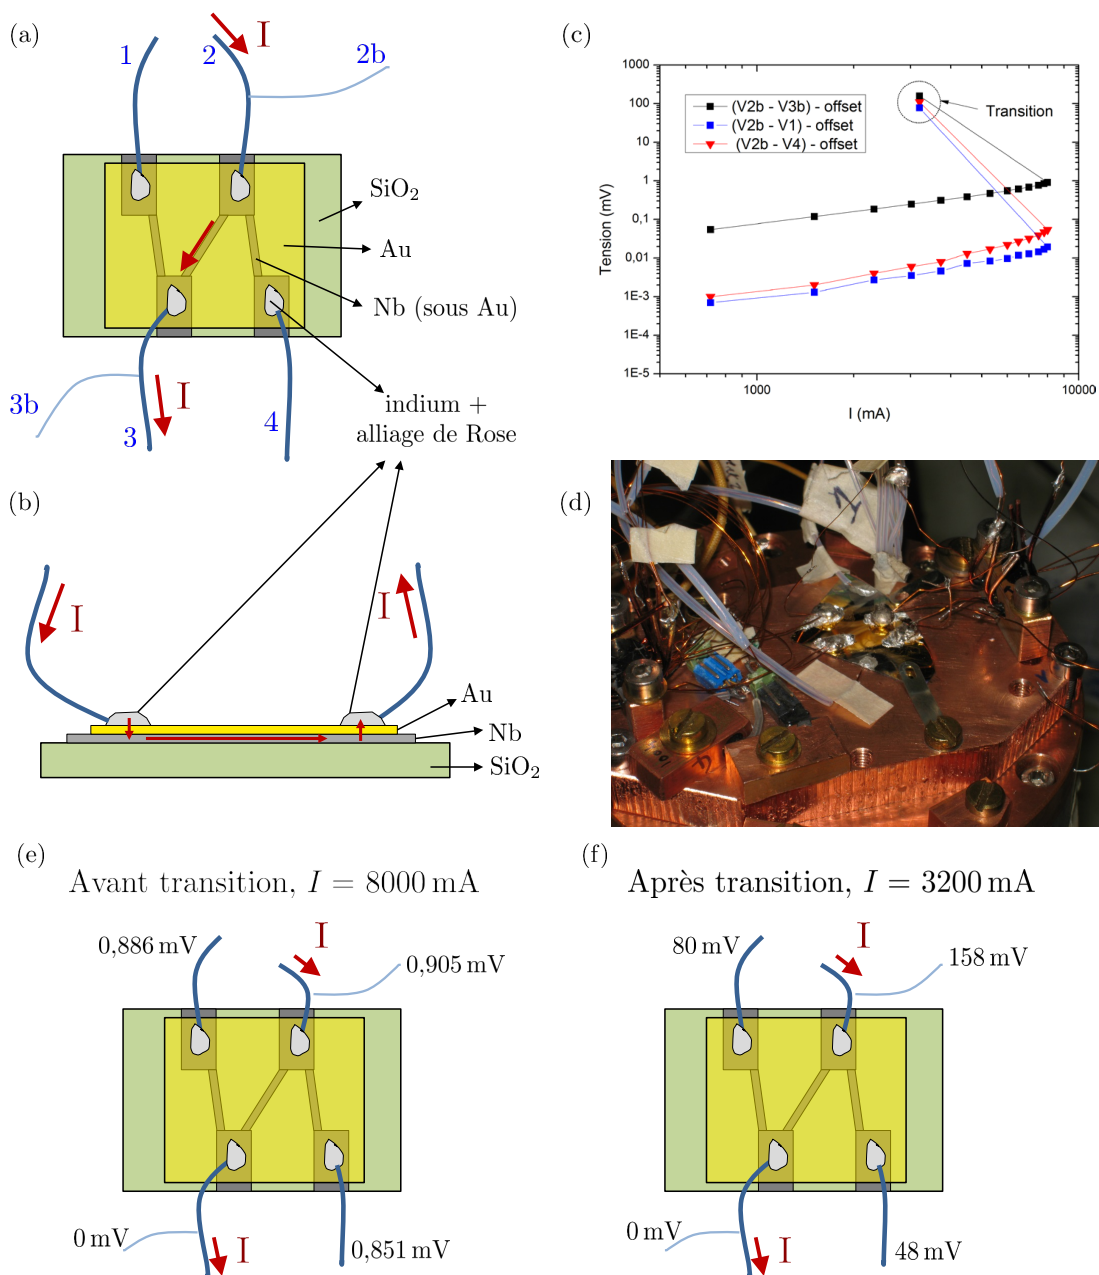 (a)
1
2
I
2b
SiO2
Au
Nb (sous Au)
3b
3
I
4
indium +
alliage de Rose
(b)
I
I
Au
Nb
SiO2
(c)
1000
100
10
1
0,1
0,01
1E-3
1E-4
1E-5
Tension (mV)
(V2b - V3b) - offset
(V2b - V1) - offset
(V2b - V4) - offset
Transition
1000
10000
I (mA)
(d)
(e)
Avant transition, I = 8000 mA
0,886 mV
I
0,905 mV
0 mV
I
0,851 mV
(f)
Après transition, I = 3200 mA
80 mV
I
158 mV
0 mV
I
48 mV